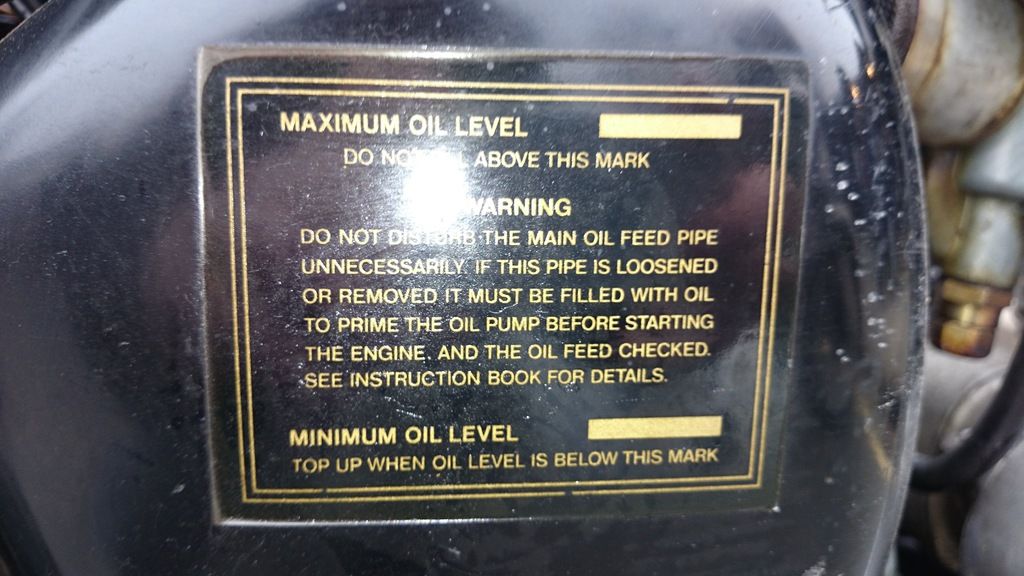 MAXIMUM OIL LEVEL
DO ABOVE THIS MARK
WARNING
DO NOT DISTURB THE MAIN OIL FEED PIPE
UNNECESSARILY. IF THIS PIPE IS LOOSENED
OR REMOVED IT MUST BE FILLED WITH OIL
TO PRIME THE OIL PUMP BEFORE STARTING
THE ENGINE. AND THE OIL FEED CHECKED.
SEE INSTRUCTION BOOK FOR DETAILS.
MINIMUM OIL LEVEL
TOP UP WHEN OIL LEVEL IS BELOW THIS MARK